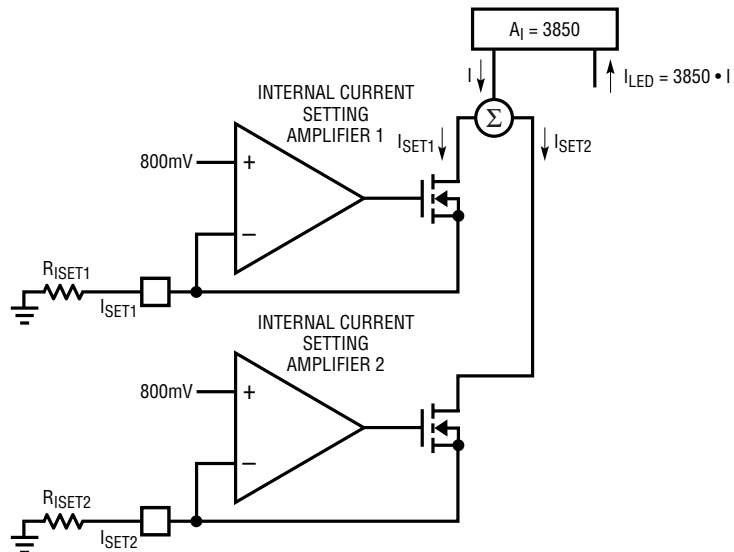 A_I = 3850
I
I_LED = 3850 • I
INTERNAL CURRENT
SETTING
AMPLIFIER 1
I_SET1
Σ
I_SET2
800mV
+
−
R_ISET1
I_SET1
INTERNAL CURRENT
SETTING
AMPLIFIER 2
800mV
+
−
R_ISET2
I_SET2